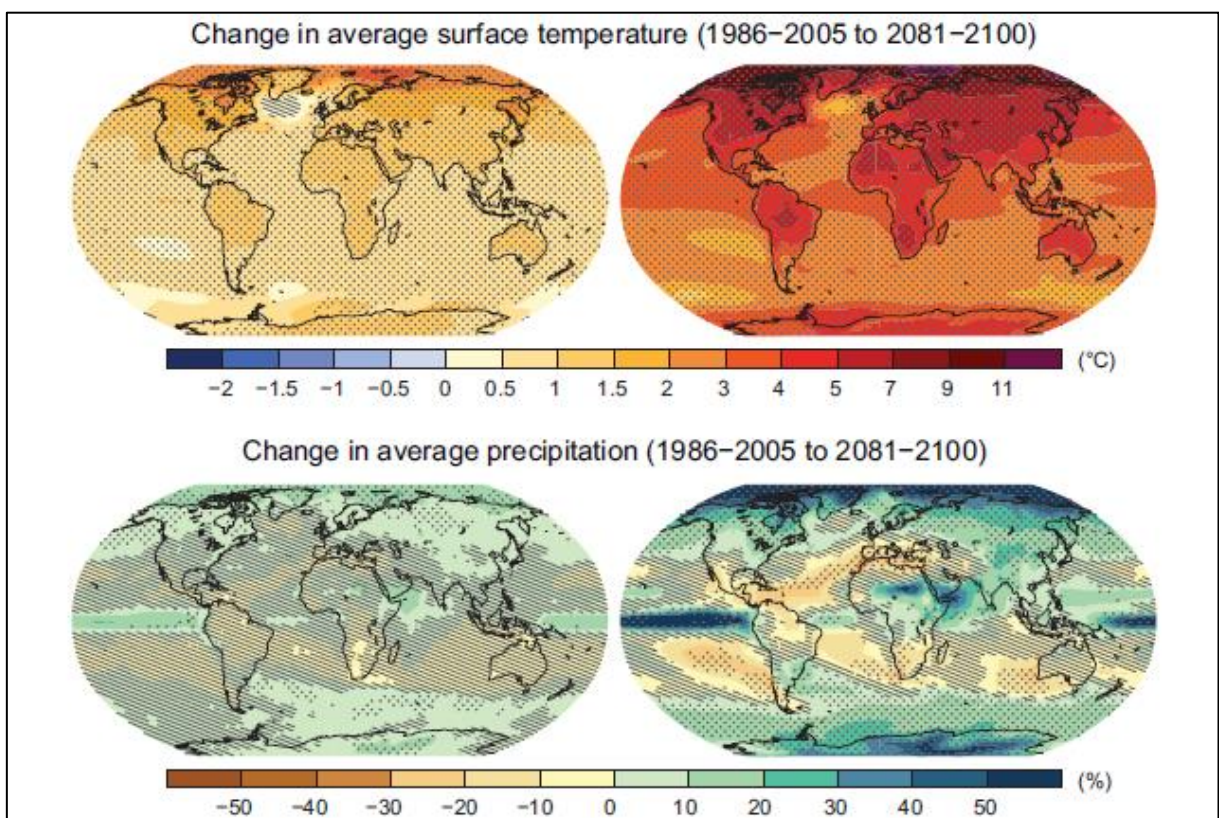 Change in average surface temperature (1986−2005 to 2081−2100)
(°C)
−2 −1.5 −1 −0.5 0 0.5 1 1.5 2 3 4 5 7 9 11
Change in average precipitation (1986−2005 to 2081−2100)
(%)
−50 −40 −30 −20 −10 0 10 20 30 40 50